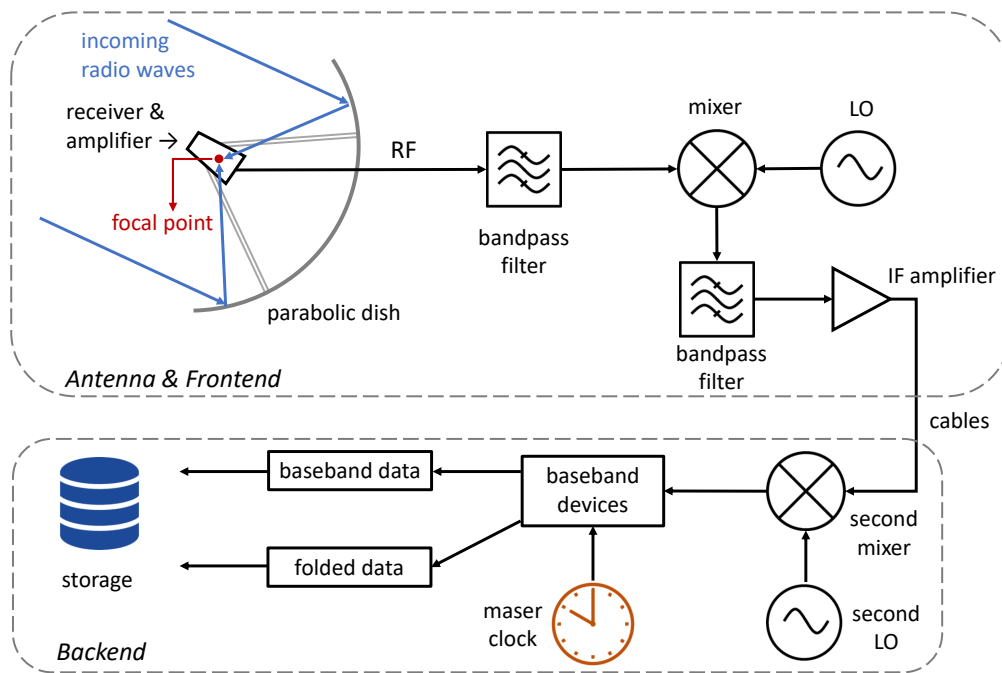 incoming
radio waves
receiver &
amplifier →
focal point
parabolic dish
RF
bandpass
filter
mixer
LO
bandpass
filter
IF amplifier
Antenna & Frontend
cables
baseband data
baseband
devices
second
mixer
folded data
storage
maser
clock
second
LO
Backend